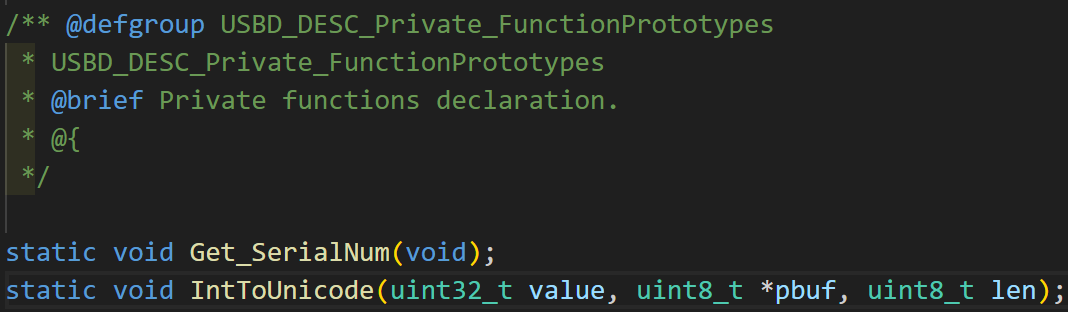 /** @defgroup USBD_DESC_Private_FunctionPrototypes
 * USBD_DESC_Private_FunctionPrototypes
 * @brief Private functions declaration.
 * @{
 */
static void Get_SerialNum(void);
static void IntToUnicode(uint32_t value, uint8_t *pbuf, uint8_t len);